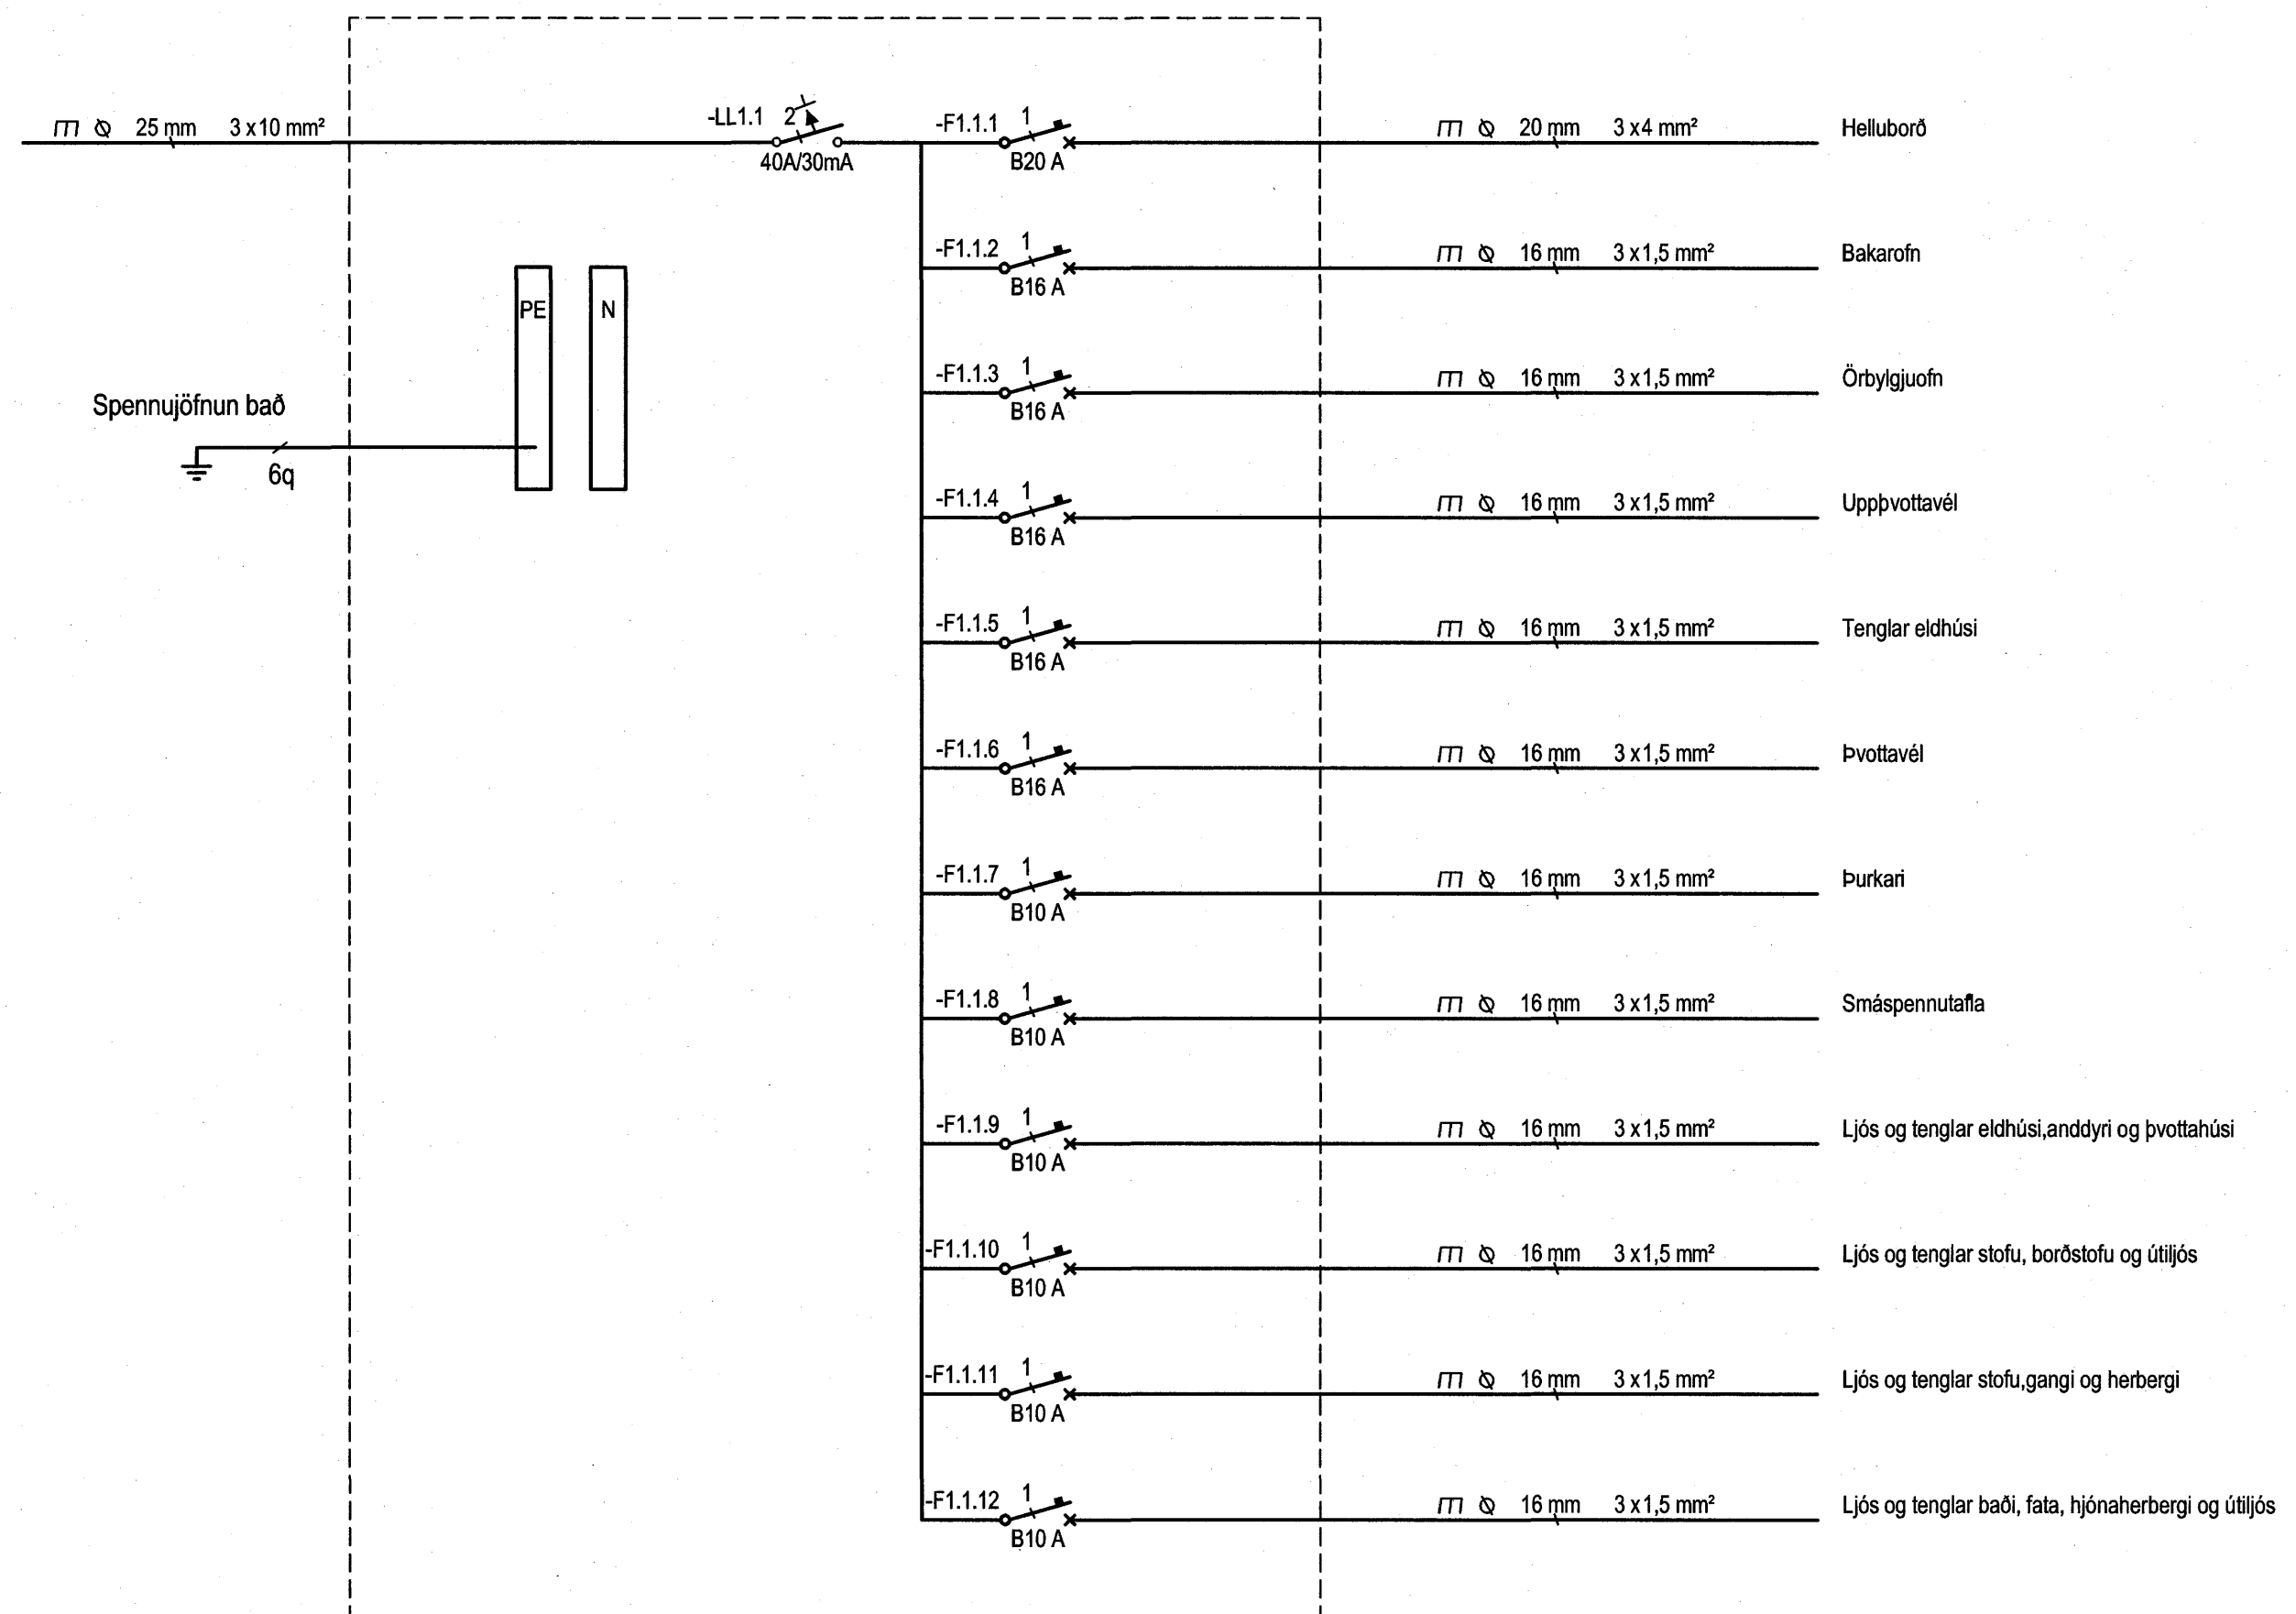 25 mm 3 x 10 mm² -LL1.1 2 40A/30mA
-F1.1.1 1 B20 A 20 mm 3 x 4 mm² Helluborð
-F1.1.2 1 B16 A 16 mm 3 x 1,5 mm² Bakarofn
PE N
-F1.1.3 1 B16 A 16 mm 3 x 1,5 mm² Örbylgjuofn
Spennujöfnun bað
6q
-F1.1.4 1 B16 A 16 mm 3 x 1,5 mm² Uppþvottavél
-F1.1.5 1 B16 A 16 mm 3 x 1,5 mm² Tenglar eldhúsi
-F1.1.6 1 B16 A 16 mm 3 x 1,5 mm² Þvottavél
-F1.1.7 1 B10 A 16 mm 3 x 1,5 mm² Þurkari
-F1.1.8 1 B10 A 16 mm 3 x 1,5 mm² Smáspennutafla
-F1.1.9 1 B10 A 16 mm 3 x 1,5 mm² Ljós og tenglar eldhúsi,anddyri og þvottahúsi
-F1.1.10 1 B10 A 16 mm 3 x 1,5 mm² Ljós og tenglar stofu, borðstofu og útiljós
-F1.1.11 1 B10 A 16 mm 3 x 1,5 mm² Ljós og tenglar stofu,gangi og herbergi
-F1.1.12 1 B10 A 16 mm 3 x 1,5 mm² Ljós og tenglar baði, fata, hjónaherbergi og útiljós